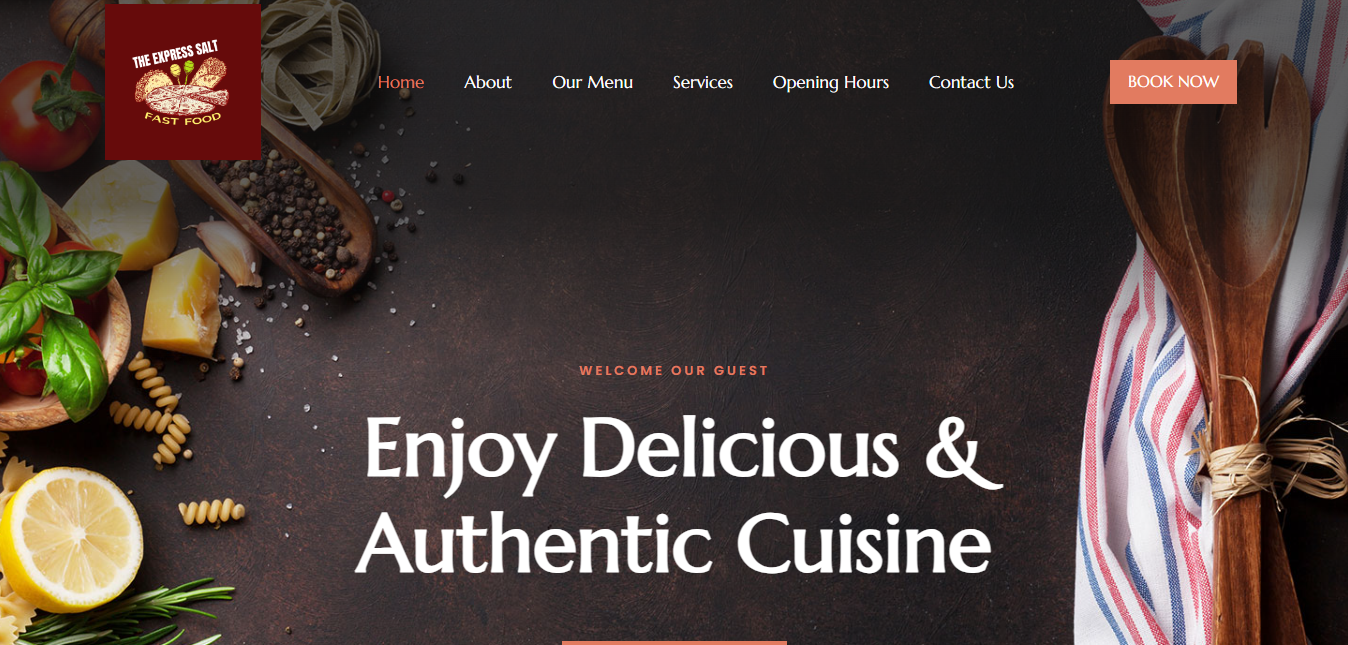 THE EXPRESS SALT
FAST FOOD
Home About Our Menu Services Opening Hours Contact Us BOOK NOW
WELCOME OUR GUEST
Enjoy Delicious &
Authentic Cuisine